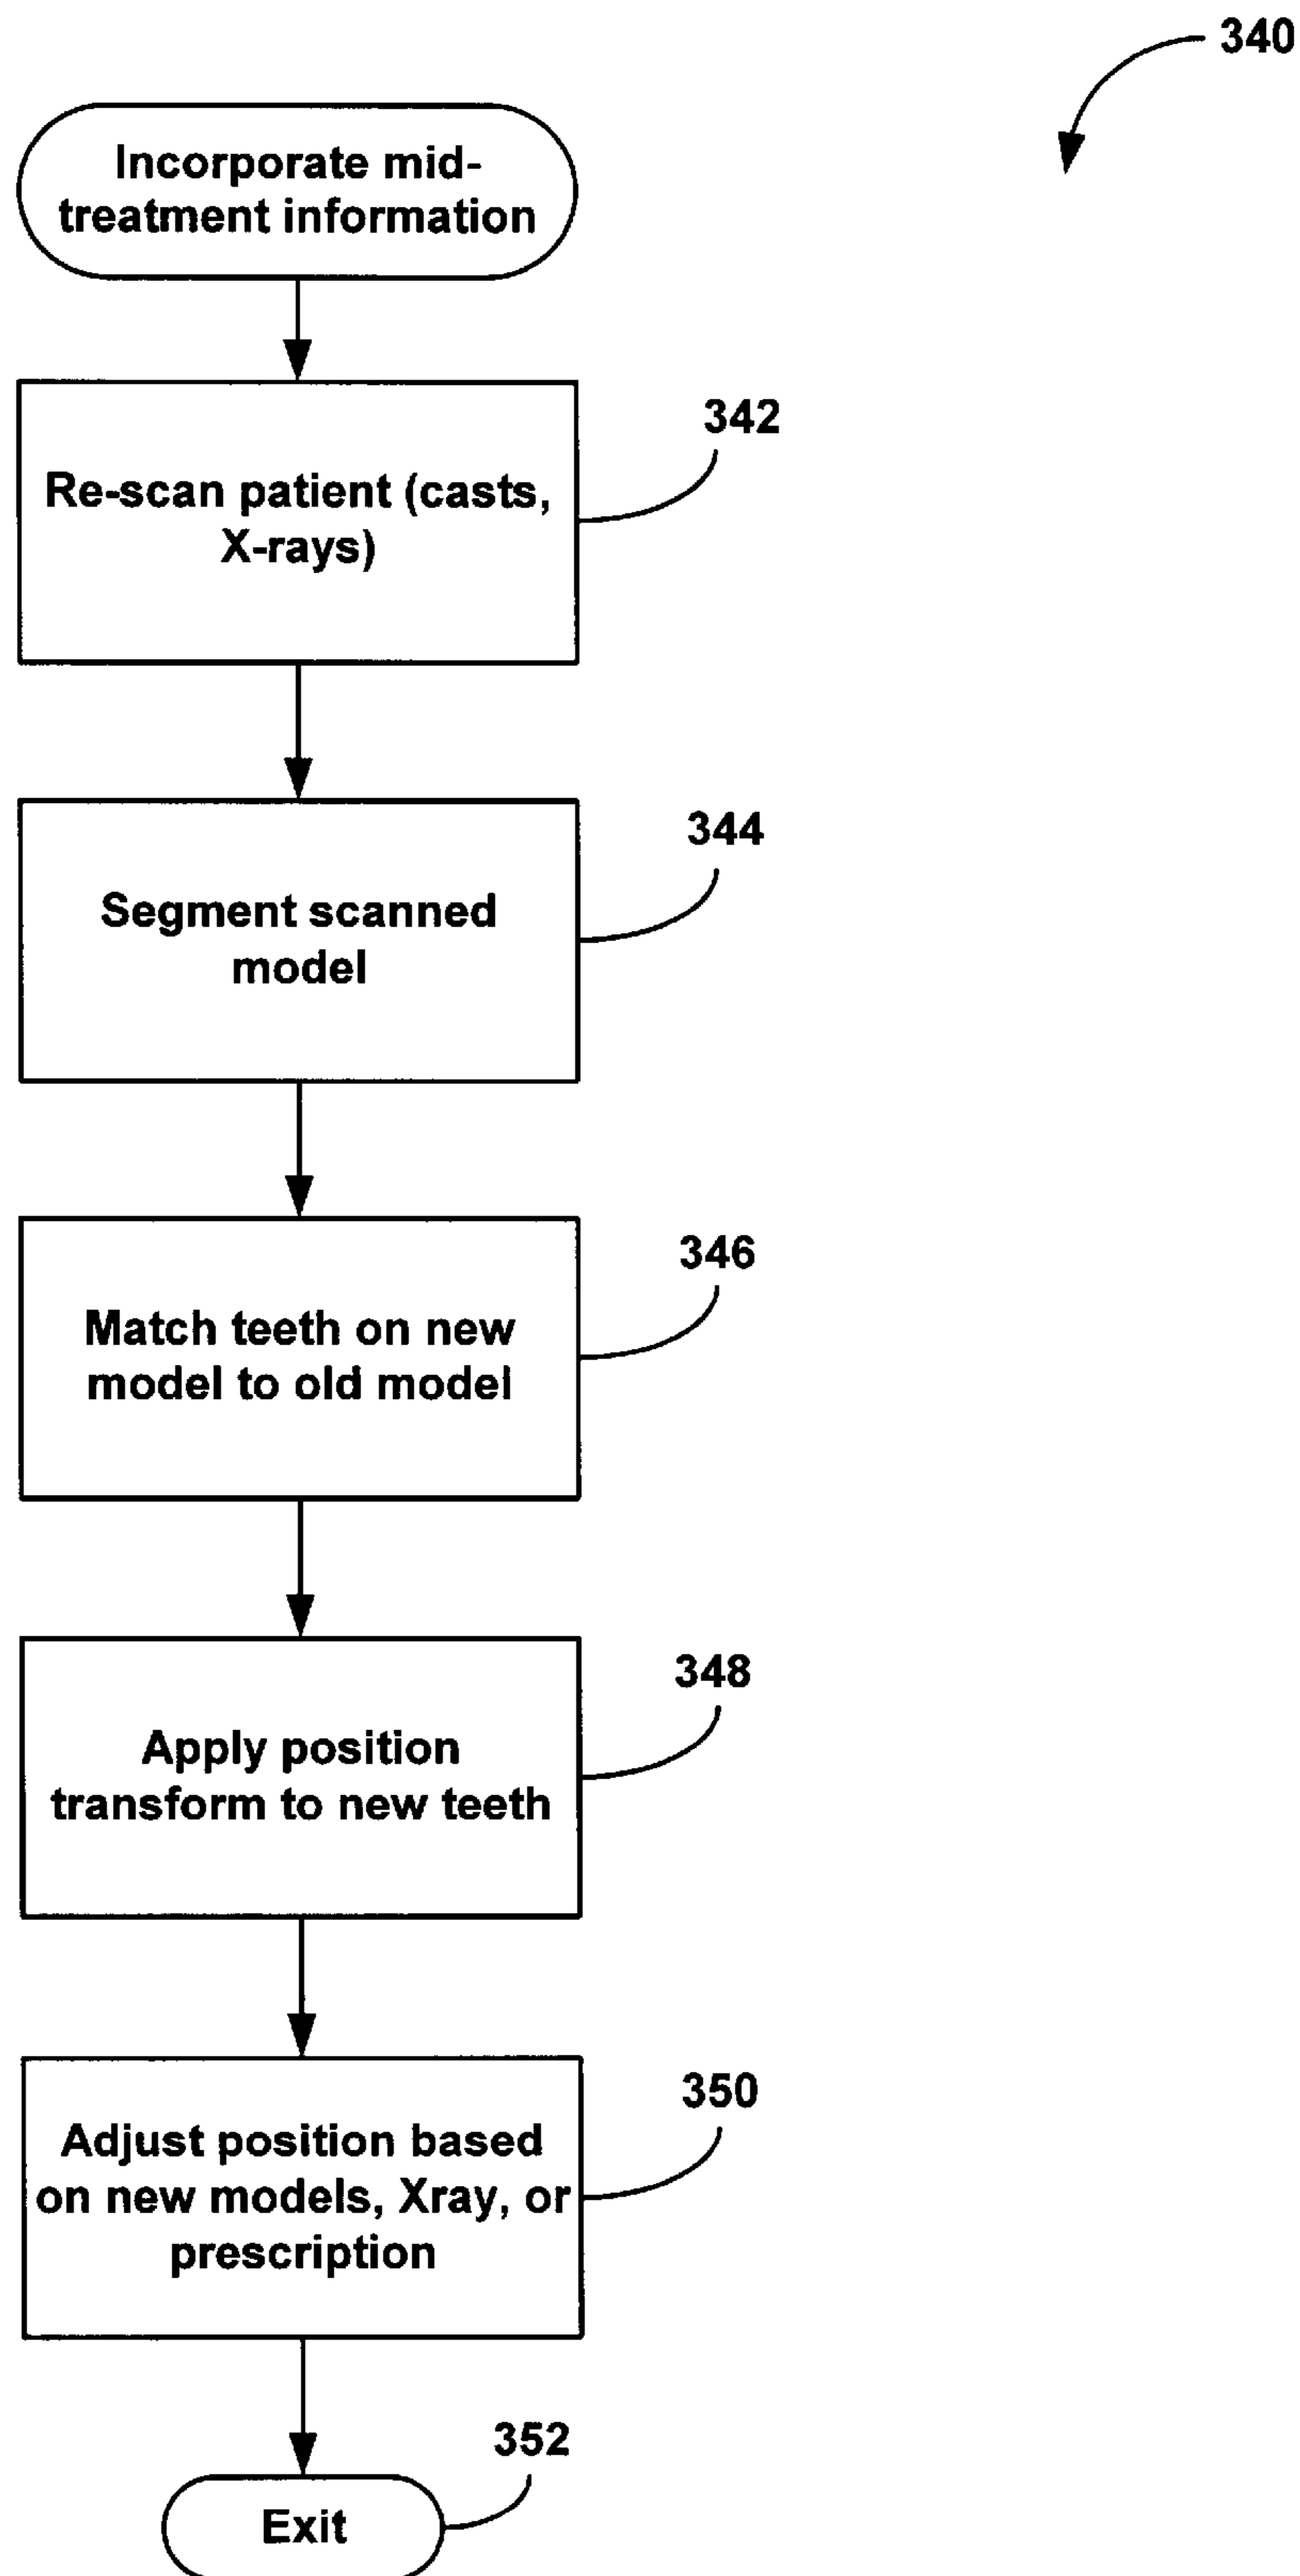 340
Incorporate mid-
treatment information
342
Re-scan patient (casts,
X-rays)
344
Segment scanned
model
346
Match teeth on new
model to old model
348
Apply position
transform to new teeth
350
Adjust position based
on new models, Xray, or
prescription
352
Exit